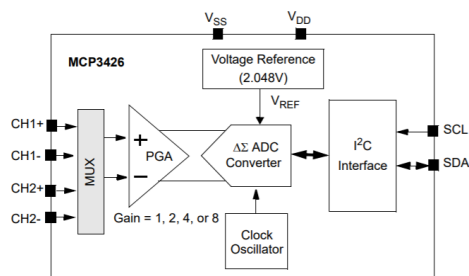 VSS
VDD
MCP3426
Voltage Reference
(2.048V)
VREF
CH1+
CH1-
CH2+
CH2-
MUX
+
−
PGA
Gain = 1, 2, 4, or 8
ΔΣ ADC
Converter
Clock
Oscillator
I²C
Interface
SCL
SDA